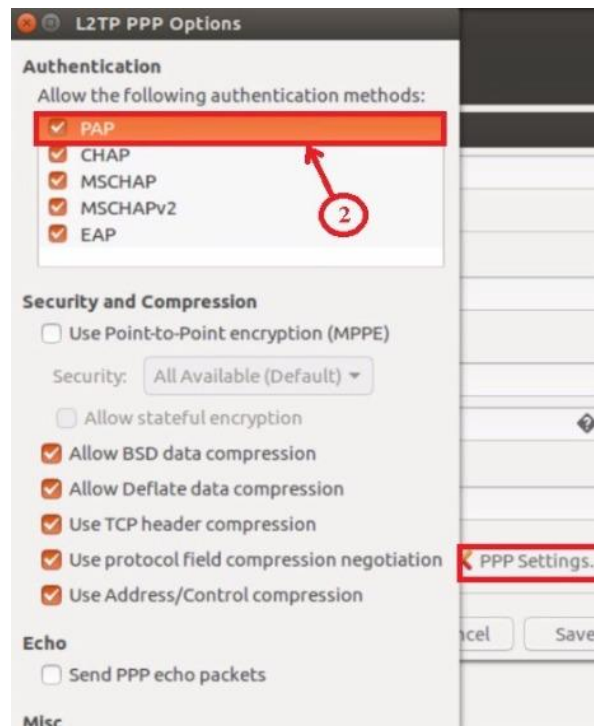 L2TP PPP Options
Authentication
Allow the following authentication methods:
PAP
CHAP
MSCHAP
MSCHAPv2
EAP
2
Security and Compression
Use Point-to-Point encryption (MPPE)
Security: All Available (Default)
Allow stateful encryption
Allow BSD data compression
Allow Deflate data compression
Use TCP header compression
Use protocol field compression negotiation
PPP Settings.
Use Address/Control compression
ncel Save
Echo
Send PPP echo packets
Misc